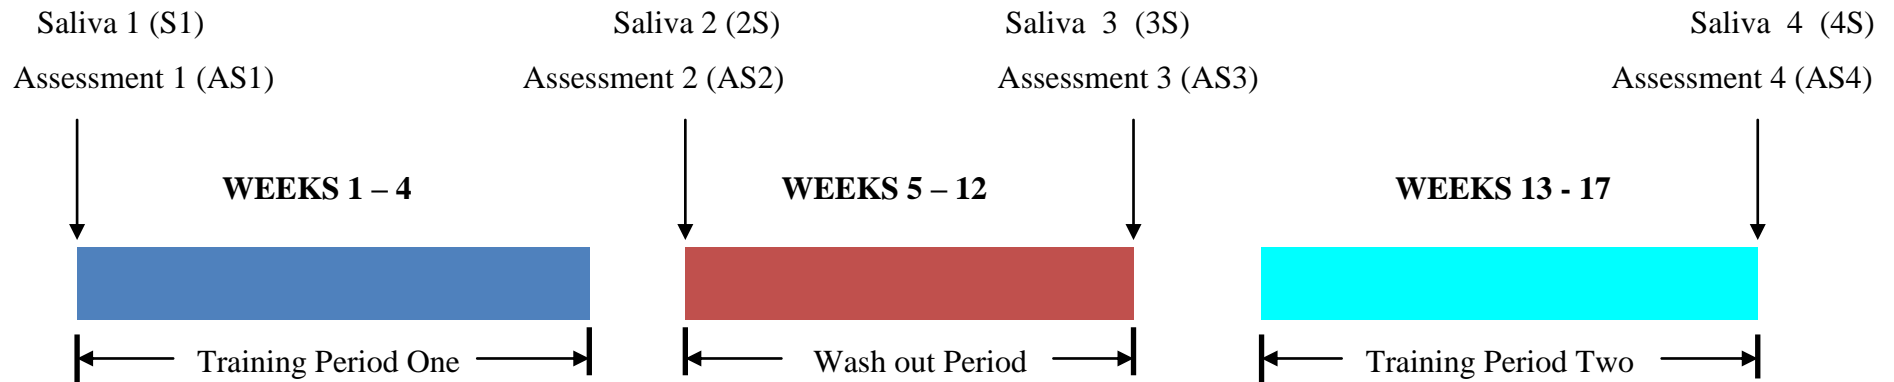 Saliva 1 (S1) Saliva 2 (2S) Saliva 3 (3S) Saliva 4 (4S)
Assessment 1 (AS1) Assessment 2 (AS2) Assessment 3 (AS3) Assessment 4 (AS4)
WEEKS 1 – 4 WEEKS 5 – 12 WEEKS 13 - 17
Training Period One Wash out Period Training Period Two